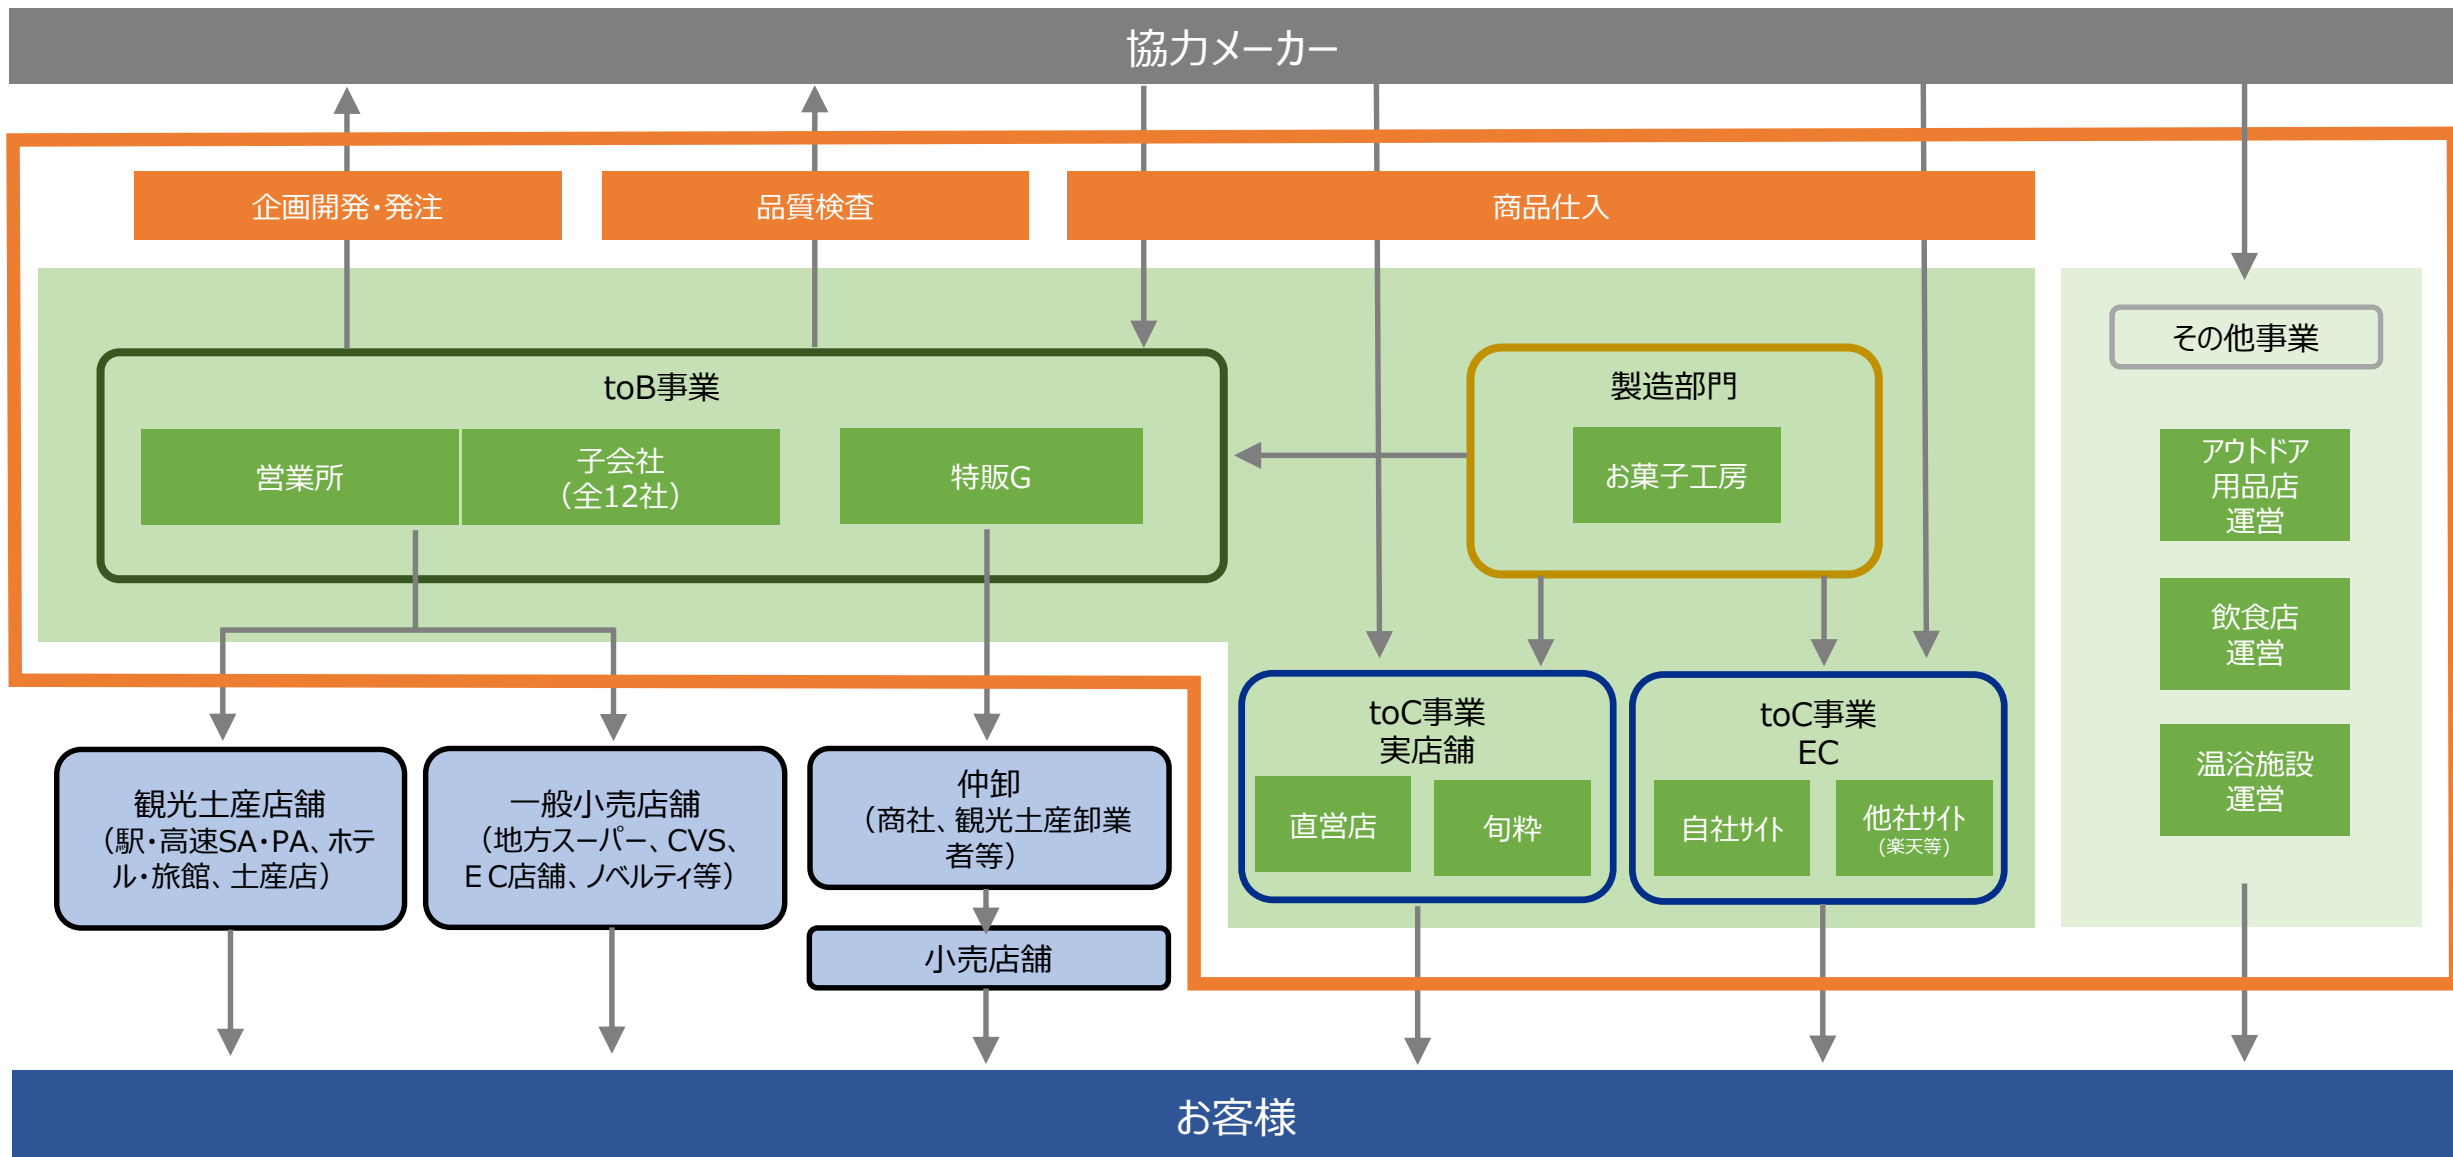 協力メーカー
企画開発・発注
品質検査
商品仕入
その他事業
toB事業
製造部門
営業所
子会社
（全12社）
特販G
お菓子工房
アウトドア
用品店
運営
飲食店
運営
温浴施設
運営
toC事業
実店舗
直営店
旬粋
toC事業
EC
自社ｻｲﾄ
他社ｻｲﾄ
（楽天等）
観光土産店舗
（駅・高速SA・PA、ホテ
ル・旅館、土産店）
一般小売店舗
（地方スーパー、CVS、
ＥC店舗、ノベルティ等）
仲卸
（商社、観光土産卸業
者等）
小売店舗
お客様